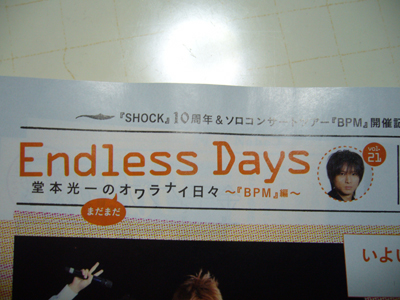 『SHOCK』10周年&ソロコンサートツアー『BPM』開催記
Endless Days
vol. 21
堂本光一のオワラナイ日々〜『BPM』編〜
まだまだ
いよい